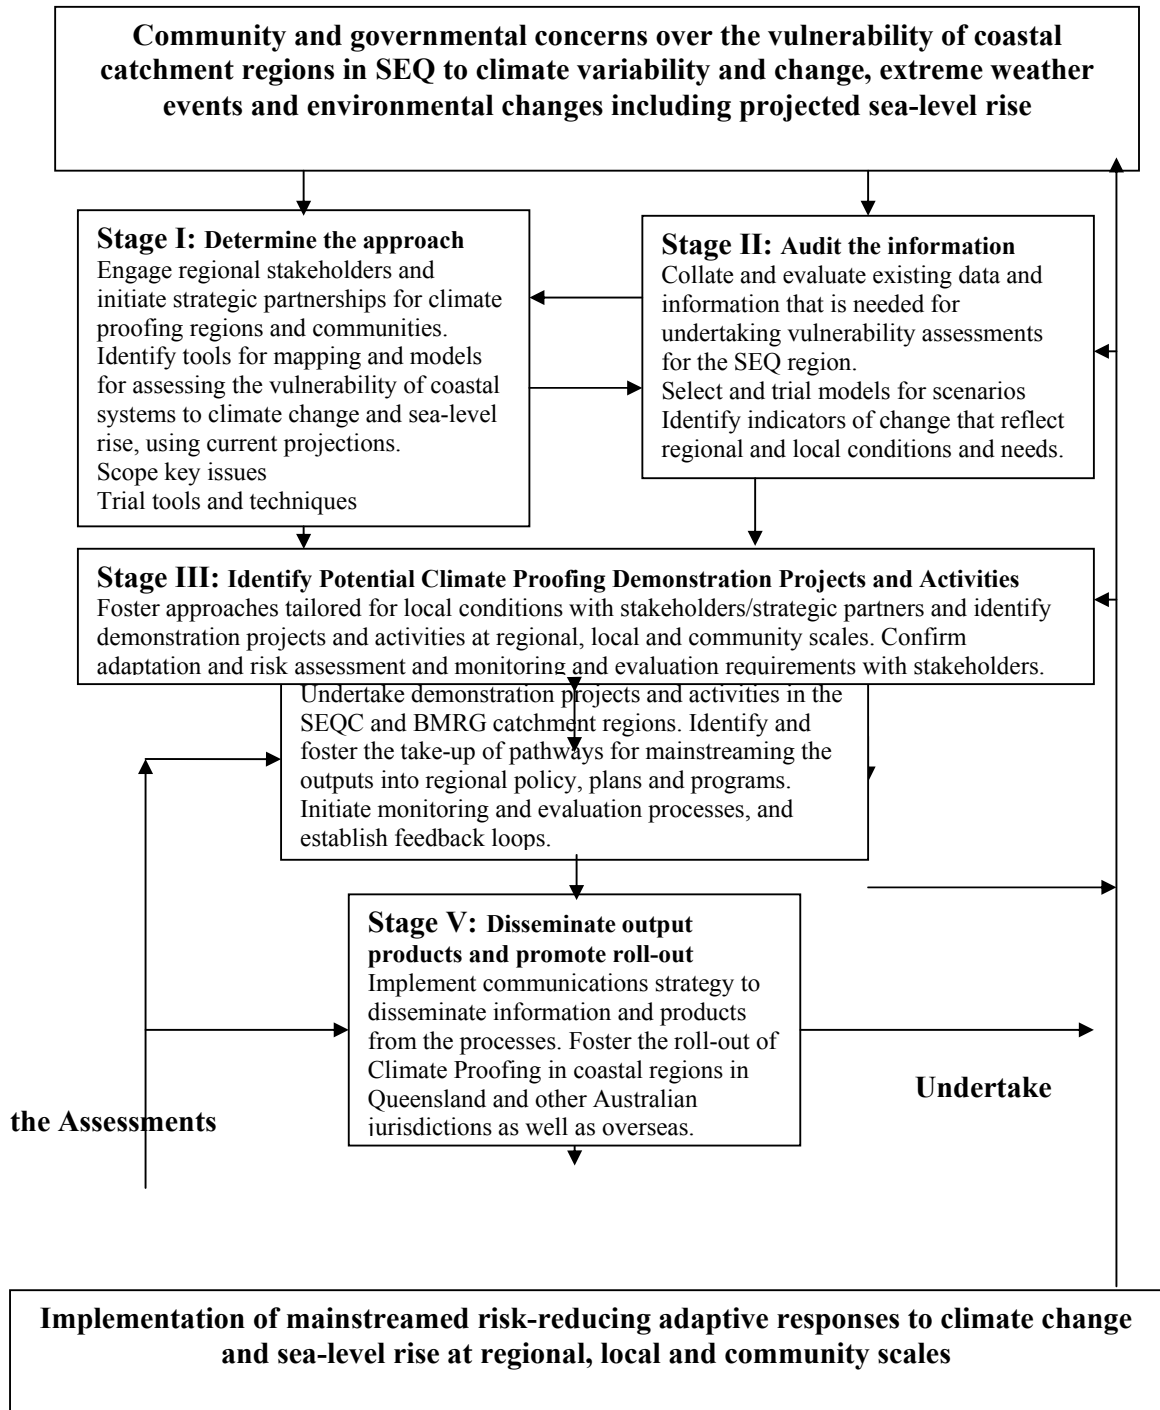 Community and governmental concerns over the vulnerability of coastal
catchment regions in SEQ to climate variability and change, extreme weather
events and environmental changes including projected sea-level rise
Stage I: Determine the approach
Engage regional stakeholders and
initiate strategic partnerships for climate
proofing regions and communities.
Identify tools for mapping and models
for assessing the vulnerability of coastal
systems to climate change and sea-level
rise, using current projections.
Scope key issues
Trial tools and techniques
Stage II: Audit the information
Collate and evaluate existing data and
information that is needed for
undertaking vulnerability assessments
for the SEQ region.
Select and trial models for scenarios
Identify indicators of change that reflect
regional and local conditions and needs.
Stage III: Identify Potential Climate Proofing Demonstration Projects and Activities
Foster approaches tailored for local conditions with stakeholders/strategic partners and identify
demonstration projects and activities at regional, local and community scales. Confirm
adaptation and risk assessment and monitoring and evaluation requirements with stakeholders.
Undertake demonstration projects and activities in the
SEQC and BMRG catchment regions. Identify and
foster the take-up of pathways for mainstreaming the
outputs into regional policy, plans and programs.
Initiate monitoring and evaluation processes, and
establish feedback loops.
Stage V: Disseminate output
products and promote roll-out
Implement communications strategy to
disseminate information and products
from the processes. Foster the roll-out of
Climate Proofing in coastal regions in
Queensland and other Australian
jurisdictions as well as overseas.
Undertake
the Assessments
Implementation of mainstreamed risk-reducing adaptive responses to climate change
and sea-level rise at regional, local and community scales